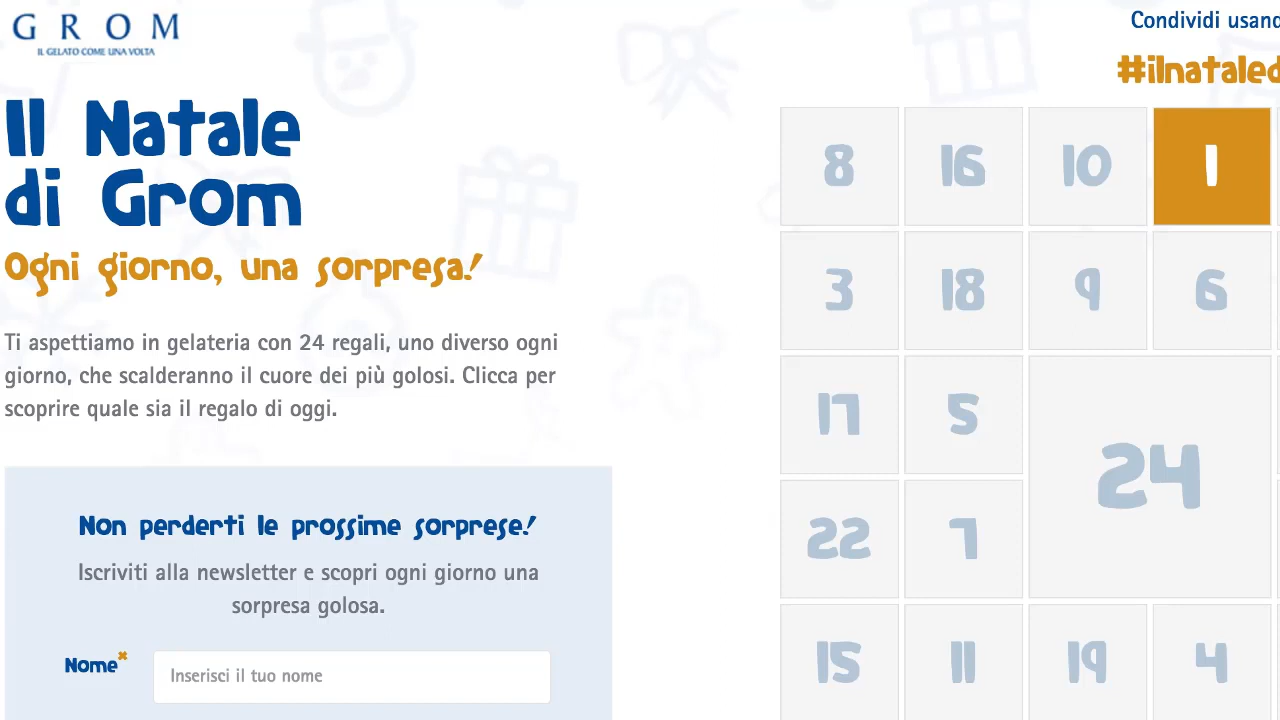 GROM
IL GELATO COME UNA VOLTA
Il Natale
di Grom
Ogni giorno, una sorpresa!
Ti aspettiamo in gelateria con 24 regali, uno diverso ogni
giorno, che scalderanno il cuore dei più golosi. Clicca per
scoprire quale sia il regalo di oggi.
Non perderti le prossime sorprese!
Iscriviti alla newsletter e scopri ogni giorno una
sorpresa golosa.
Nome*
Inserisci il tuo nome
Condividi
#ilnataled
8 16 10 1
3 18 9 6
17 5
24
22 7
15 11 19 4